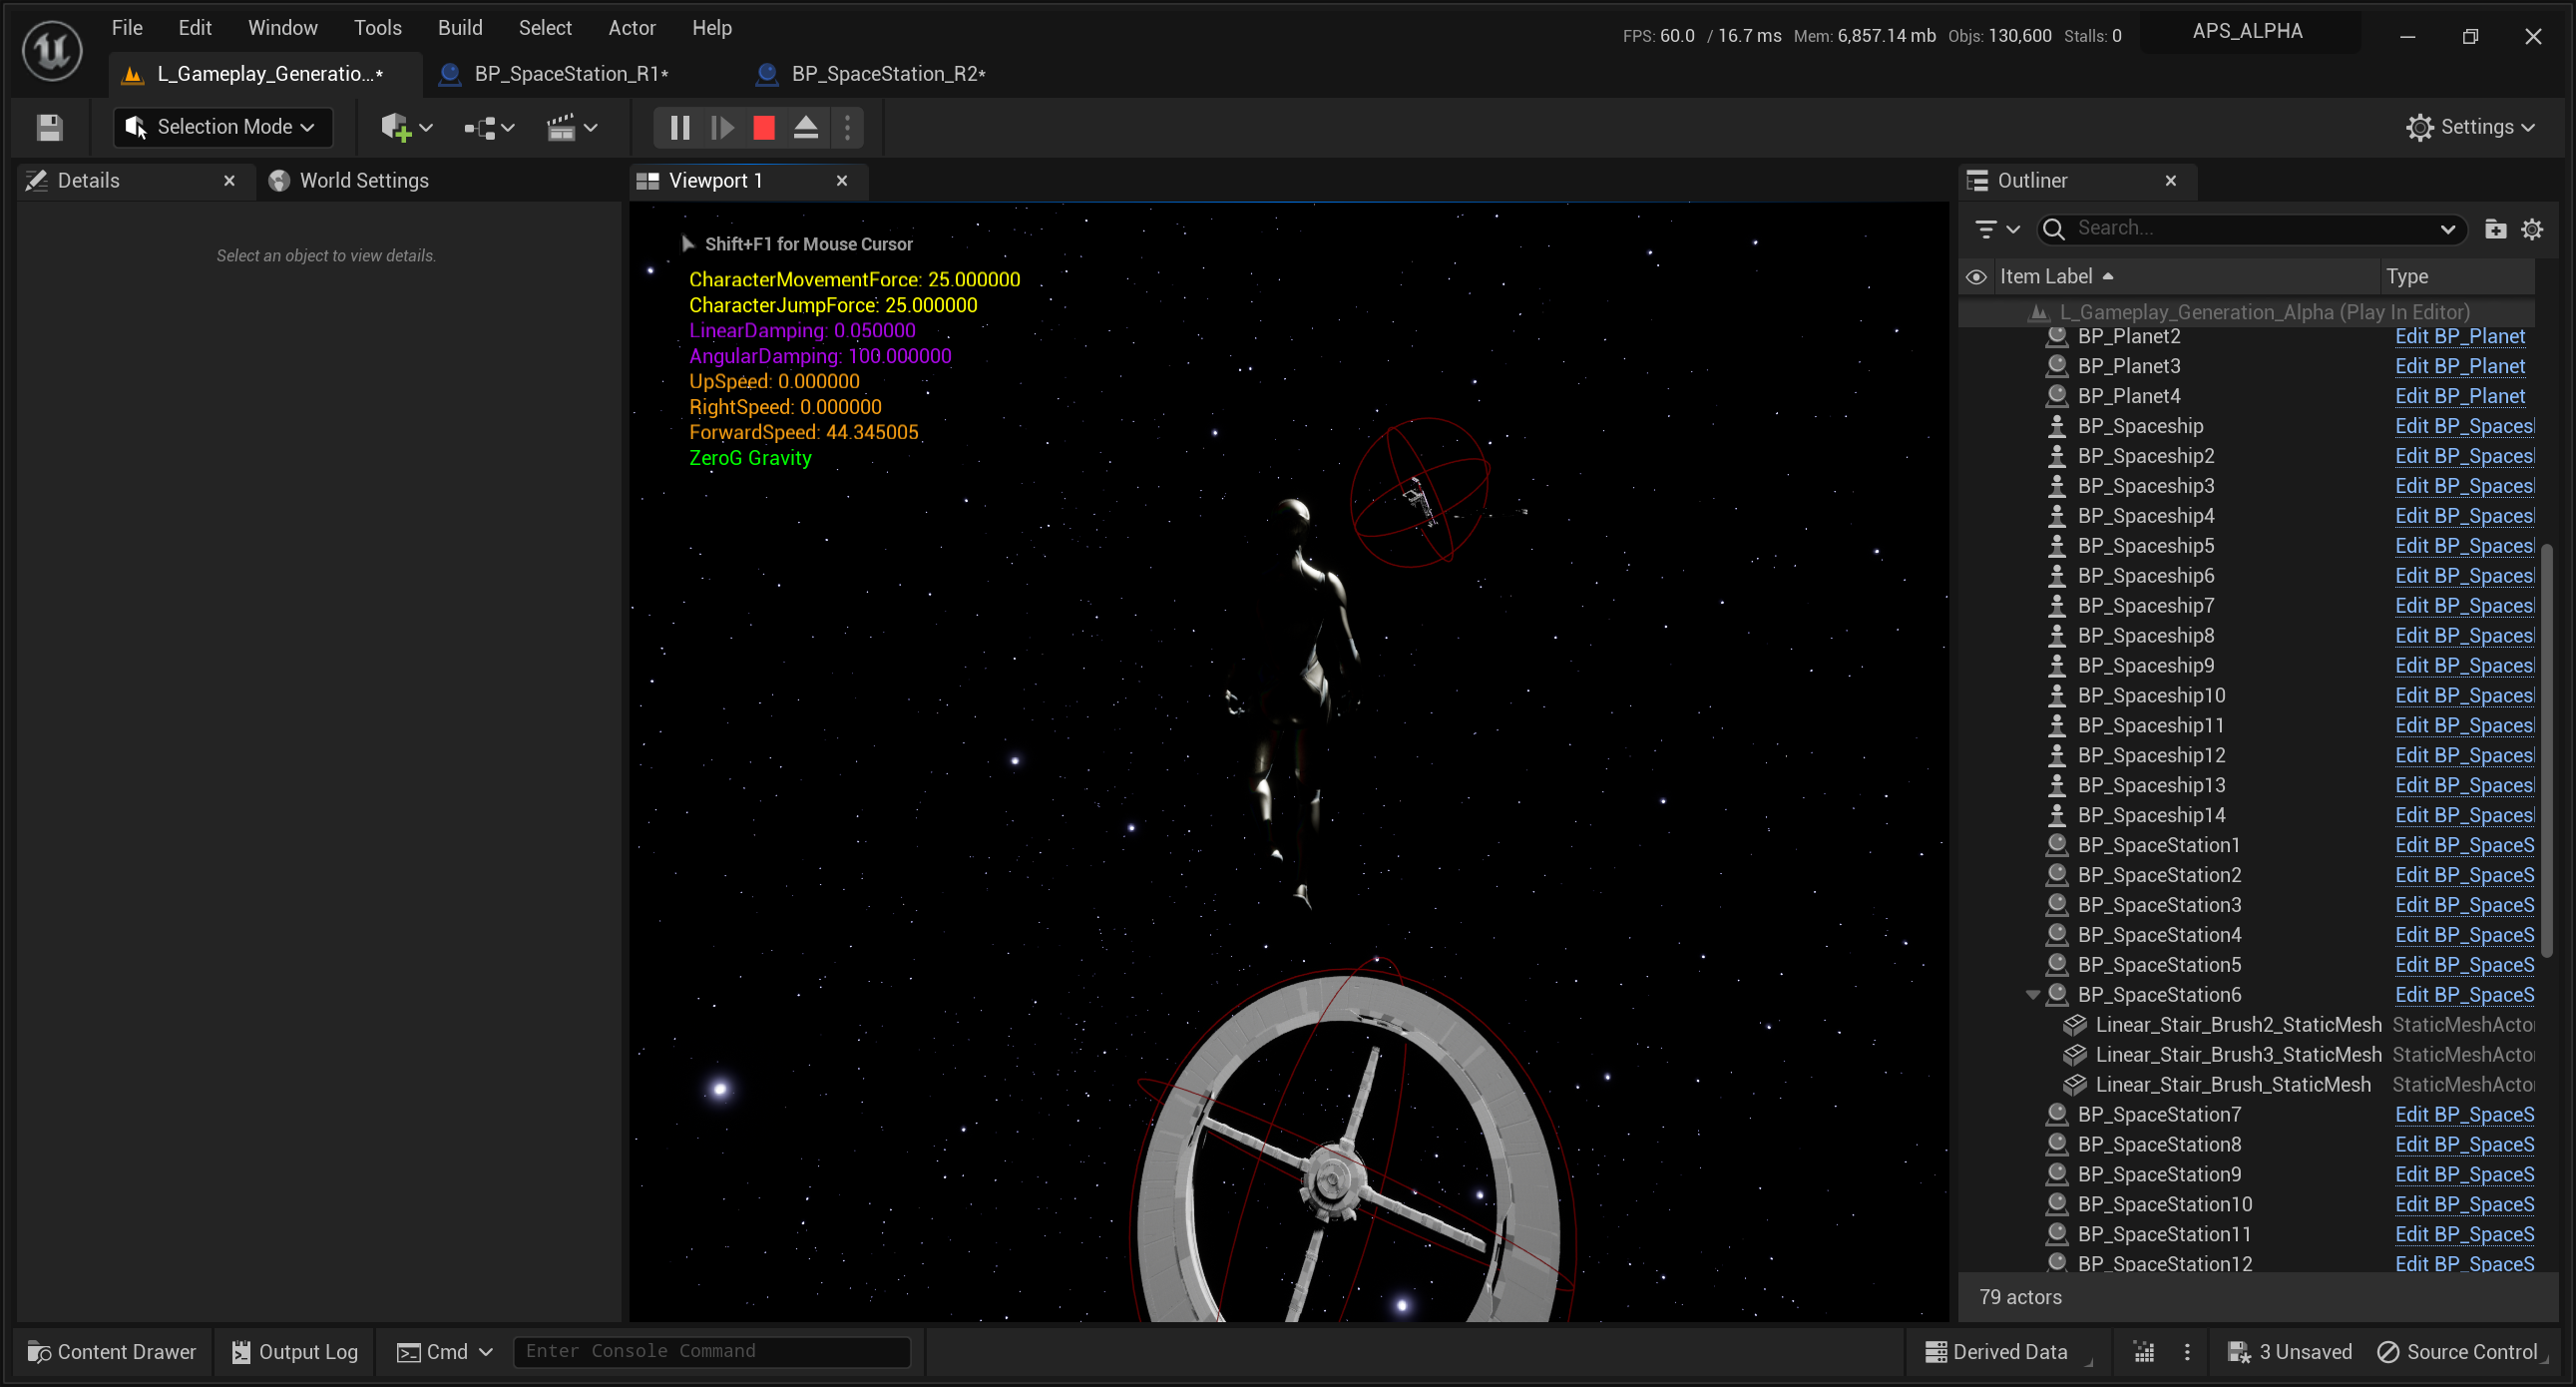 File Edit Window Tools Build Select Actor Help
FPS: 60.0 / 16.7 ms Mem: 6,857.14 mb Objs: 130,600 Stalls: 0
APS_ALPHA
L_Gameplay_Generatio...*
BP_SpaceStation_R1*
BP_SpaceStation_R2*
Selection Mode
Settings
Details
World Settings
Viewport 1
Outliner
Select an object to view details.
Shift+F1 for Mouse Cursor
CharacterMovementForce: 25.000000
CharacterJumpForce: 25.000000
LinearDamping: 0.050000
AngularDamping: 100.000000
UpSpeed: 0.000000
RightSpeed: 0.000000
ForwardSpeed: 44.345005
ZeroG Gravity
Search...
Item Label Type
L_Gameplay_Generation_Alpha (Play In Editor)
BP_Planet2 Edit BP_Planet
BP_Planet3 Edit BP_Planet
BP_Planet4 Edit BP_Planet
BP_Spaceship Edit BP_Spaces
BP_Spaceship2 Edit BP_Spaces
BP_Spaceship3 Edit BP_Spaces
BP_Spaceship4 Edit BP_Spaces
BP_Spaceship5 Edit BP_Spaces
BP_Spaceship6 Edit BP_Spaces
BP_Spaceship7 Edit BP_Spaces
BP_Spaceship8 Edit BP_Spaces
BP_Spaceship9 Edit BP_Spaces
BP_Spaceship10 Edit BP_Spaces
BP_Spaceship11 Edit BP_Spaces
BP_Spaceship12 Edit BP_Spaces
BP_Spaceship13 Edit BP_Spaces
BP_Spaceship14 Edit BP_Spaces
BP_SpaceStation1 Edit BP_SpaceS
BP_SpaceStation2 Edit BP_SpaceS
BP_SpaceStation3 Edit BP_SpaceS
BP_SpaceStation4 Edit BP_SpaceS
BP_SpaceStation5 Edit BP_SpaceS
BP_SpaceStation6 Edit BP_SpaceS
Linear_Stair_Brush2_StaticMesh StaticMeshActo
Linear_Stair_Brush3_StaticMesh StaticMeshActo
Linear_Stair_Brush_StaticMesh StaticMeshActo
BP_SpaceStation7 Edit BP_SpaceS
BP_SpaceStation8 Edit BP_SpaceS
BP_SpaceStation9 Edit BP_SpaceS
BP_SpaceStation10 Edit BP_SpaceS
BP_SpaceStation11 Edit BP_SpaceS
BP_SpaceStation12 Edit BP_SpaceS
79 actors
Content Drawer
Output Log
Cmd
Enter Console Command
Derived Data
3 Unsaved
Source Control